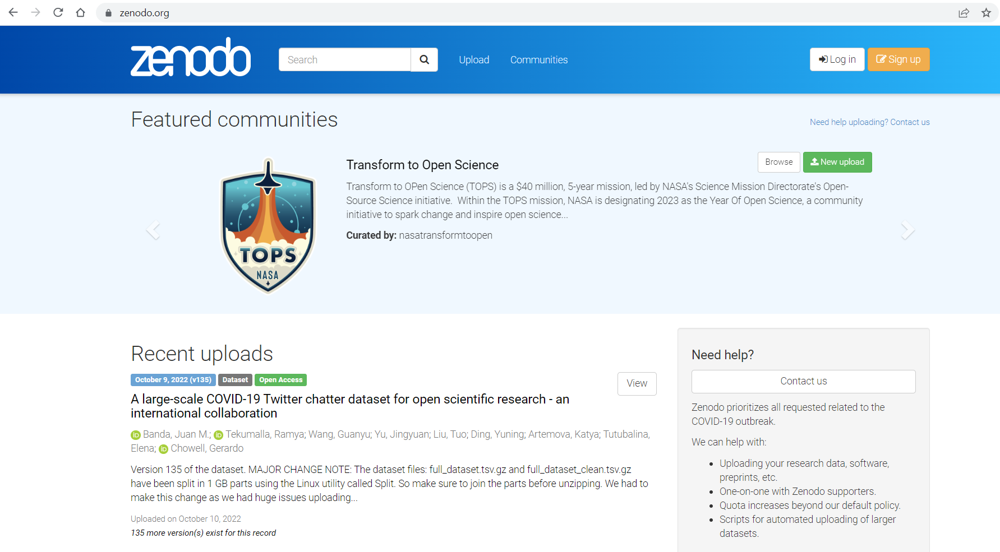 zenodo.org
zenodo
Search
Upload
Communities
Log in
Sign up
Featured communities
Need help uploading? Contact us
TOPS
NASA
Transform to Open Science
Browse
New upload
Transform to OPen Science (TOPS) is a $40 million, 5-year mission, led by NASA's Science Mission Directorate's Open-
Source Science initiative.  Within the TOPS mission, NASA is designating 2023 as the Year Of Open Science, a community
initiative to spark change and inspire open science...
Curated by: nasatransformtoopen
Recent uploads
October 9, 2022 (v135) Dataset Open Access
View
A large-scale COVID-19 Twitter chatter dataset for open scientific research - an
international collaboration
iD Banda, Juan M.; iD Tekumalla, Ramya; Wang, Guanyu; Yu, Jingyuan; Liu, Tuo; Ding, Yuning; Artemova, Katya; Tutubalina,
Elena; iD Chowell, Gerardo
Version 135 of the dataset. MAJOR CHANGE NOTE: The dataset files: full_dataset.tsv.gz and full_dataset_clean.tsv.gz
have been split in 1 GB parts using the Linux utility called Split. So make sure to join the parts before unzipping. We had to
make this change as we had huge issues uploading...
Uploaded on October 10, 2022
135 more version(s) exist for this record
Need help?
Contact us
Zenodo prioritizes all requested related to the
COVID-19 outbreak.
We can help with:
• Uploading your research data, software,
preprints, etc.
• One-on-one with Zenodo supporters.
• Quota increases beyond our default policy.
• Scripts for automated uploading of larger
datasets.